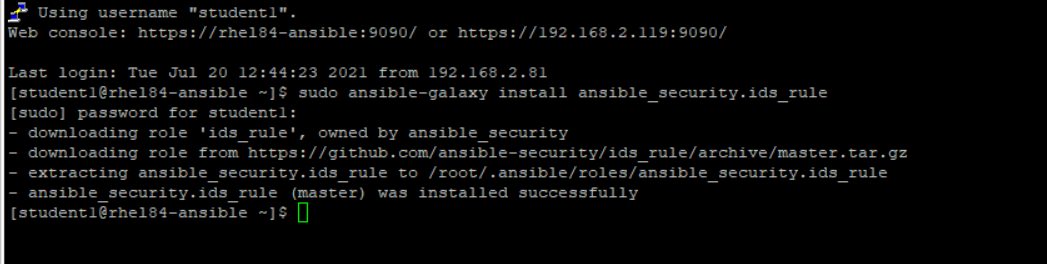 Using username "student1".
Web console: https://rhel84-ansible:9090/ or https://192.168.2.119:9090/
Last login: Tue Jul 20 12:44:23 2021 from 192.168.2.81
[student1@rhel84-ansible ~]$ sudo ansible-galaxy install ansible_security.ids_rule
[sudo] password for student1:
- downloading role 'ids_rule', owned by ansible_security
- downloading role from https://github.com/ansible-security/ids_rule/archive/master.tar.gz
- extracting ansible_security.ids_rule to /root/.ansible/roles/ansible_security.ids_rule
- ansible_security.ids_rule (master) was installed successfully
[student1@rhel84-ansible ~]$